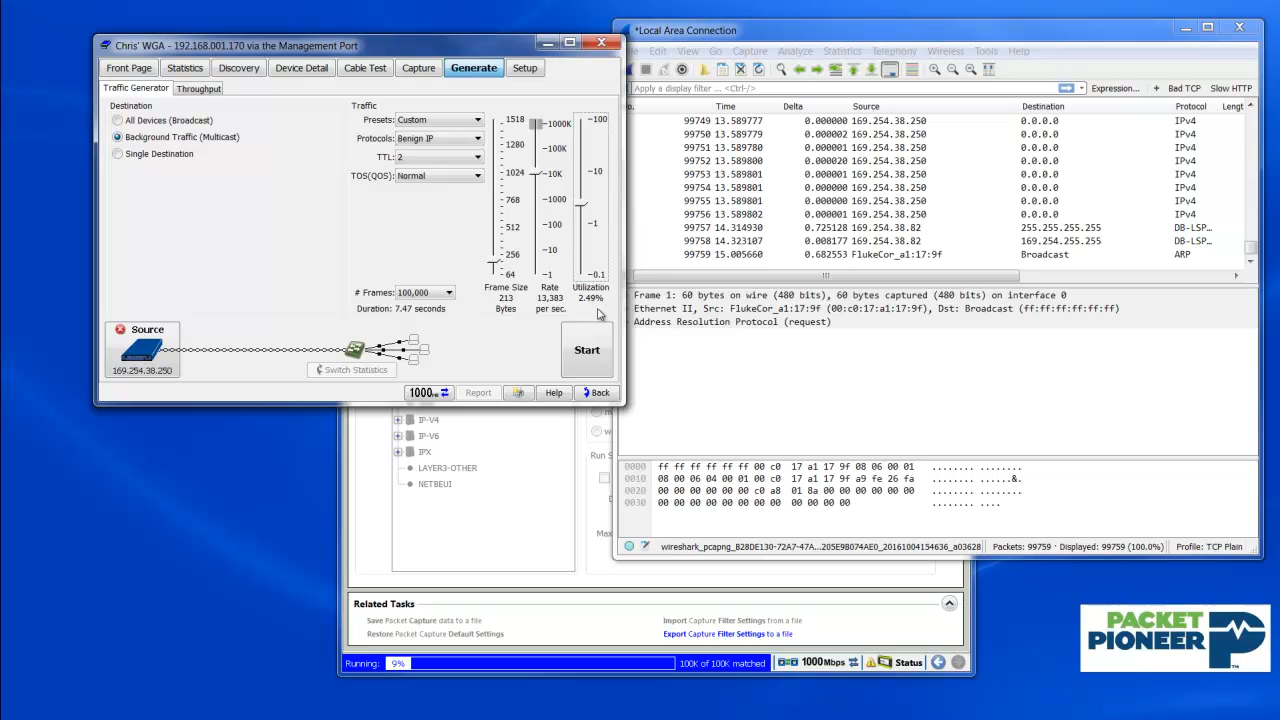 Chris' WGA - 192.168.001.170 via the Management Port
Front Page Statistics Discovery Device Detail Cable Test Capture Generate Setup
Traffic Generator Throughput
Destination
All Devices (Broadcast)
Background Traffic (Multicast)
Single Destination
Traffic
Presets: Custom
Protocols: Benign IP
TTL: 2
TOS(QOS): Normal
# Frames: 100,000
Duration: 7.47 seconds
1518
1280
1024
768
512
256
64
Frame Size
213
Bytes
1000K
100K
10K
1000
100
10
1
Rate
13,383
per sec.
100
10
1
0.1
Utilization
2.49%
Source
169.254.38.250
Switch Statistics
Start
1000 Report Help Back
*Local Area Connection
Edit View Go Capture Analyze Statistics Telephony Wireless Tools Help
Apply a display filter ... <Ctrl-/> Expression... + Bad TCP Slow HTTP
o. Time Delta Source Destination Protocol Lengt
99749 13.589777 0.000000 169.254.38.250 0.0.0.0 IPv4
99750 13.589779 0.000002 169.254.38.250 0.0.0.0 IPv4
99751 13.589780 0.000001 169.254.38.250 0.0.0.0 IPv4
99752 13.589800 0.000020 169.254.38.250 0.0.0.0 IPv4
99753 13.589801 0.000001 169.254.38.250 0.0.0.0 IPv4
99754 13.589801 0.000000 169.254.38.250 0.0.0.0 IPv4
99755 13.589801 0.000000 169.254.38.250 0.0.0.0 IPv4
99756 13.589802 0.000001 169.254.38.250 0.0.0.0 IPv4
99757 14.314930 0.725128 169.254.38.82 255.255.255.255 DB-LSP...
99758 14.323107 0.008177 169.254.38.82 169.254.255.255 DB-LSP...
99759 15.005660 0.682553 FlukeCor_a1:17:9f Broadcast ARP
Frame 1: 60 bytes on wire (480 bits), 60 bytes captured (480 bits) on interface 0
Ethernet II, Src: FlukeCor_a1:17:9f (00:c0:17:a1:17:9f), Dst: Broadcast (ff:ff:ff:ff:ff:ff)
Address Resolution Protocol (request)
0000 ff ff ff ff ff ff 00 c0 17 a1 17 9f 08 06 00 01 ........ ........
0010 08 00 06 04 00 01 00 c0 17 a1 17 9f a9 fe 26 fa ........ ......&.
0020 00 00 00 00 00 00 c0 a8 01 8a 00 00 00 00 00 00 ........ ........
0030 00 00 00 00 00 00 00 00 00 00 00 00 ........ ....
wireshark_pcapng_B28DE130-72A7-47A...205E9B074AE0_20161004154636_a03628 Packets: 99759 · Displayed: 99759 (100.0%) Profile: TCP Plain
IP-V4
IP-V6
IPX
LAYER3-OTHER
NETBEUI
m
w
Run S
Max
Related Tasks
Save Packet Capture data to a file
Restore Packet Capture Default Settings
Import Capture Filter Settings from a file
Export Capture Filter Settings to a file
Running: 9% 100K of 100K matched 1000Mbps Status
PACKET
PIONEER